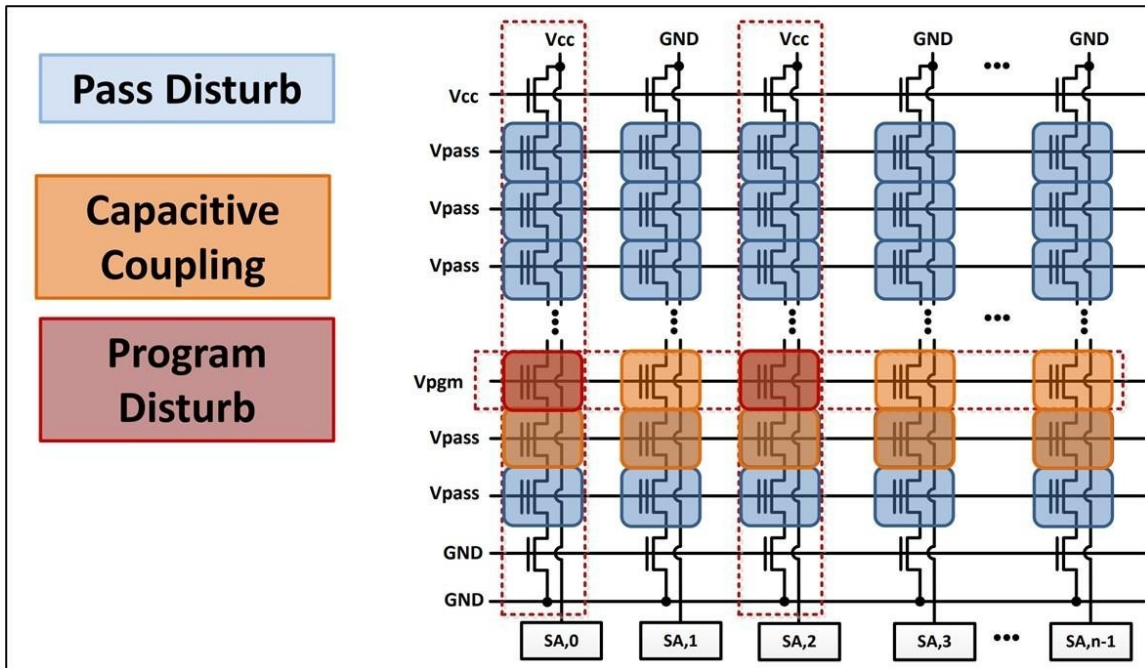 Pass Disturb
Capacitive
Coupling
Program
Disturb
Vcc GND Vcc GND GND
Vcc
Vpass
Vpass
Vpass
Vpgm
Vpass
Vpass
GND
GND
SA,0 SA,1 SA,2 SA,3 SA,n-1